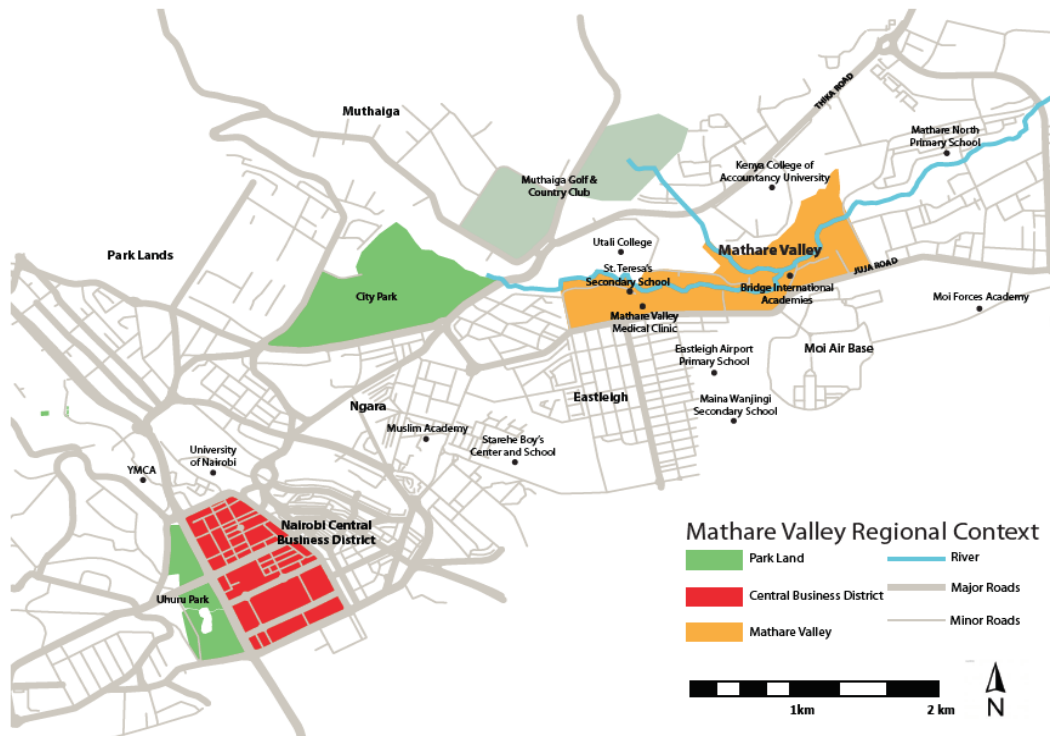 THIKA ROAD
Muthaiga
Mathare North
Primary School
Kenya College of
Accountancy University
Muthaiga Golf &
Country Club
Utali College
Mathare Valley
Park Lands
St. Teresa's
Secondary School
JUJA ROAD
City Park
Bridge International
Academies
Moi Forces Academy
Mathare Valley
Medical Clinic
Eastleigh Airport
Primary School
Moi Air Base
Eastleigh
Ngara
Maina Wanjingi
Secondary School
Muslim Academy
Starehe Boy's
Center and School
University
of Nairobi
YMCA
Nairobi Central
Business District
Uhuru Park
Mathare Valley Regional Context
Park Land
River
Central Business District
Major Roads
Mathare Valley
Minor Roads
1km
2 km
N